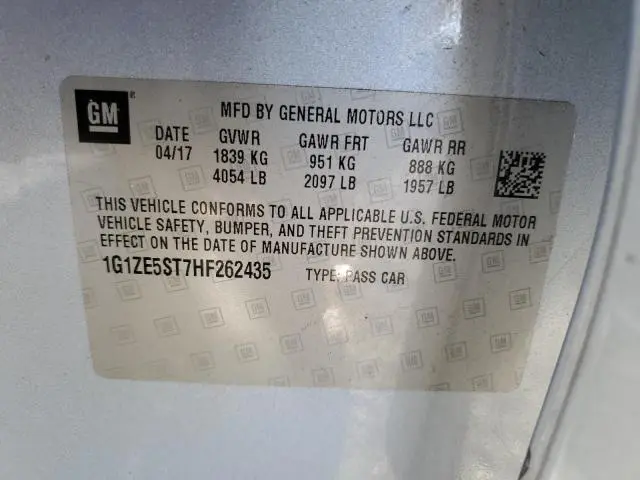 GM ®
MFD BY GENERAL MOTORS LLC
DATE GVWR GAWR FRT GAWR RR
04/17 1839 KG 951 KG 888 KG
4054 LB 2097 LB 1957 LB
THIS VEHICLE CONFORMS TO ALL APPLICABLE U.S. FEDERAL MOTOR
VEHICLE SAFETY, BUMPER, AND THEFT PREVENTION STANDARDS IN
EFFECT ON THE DATE OF MANUFACTURE SHOWN ABOVE.
1G1ZE5ST7HF262435 TYPE: PASS CAR